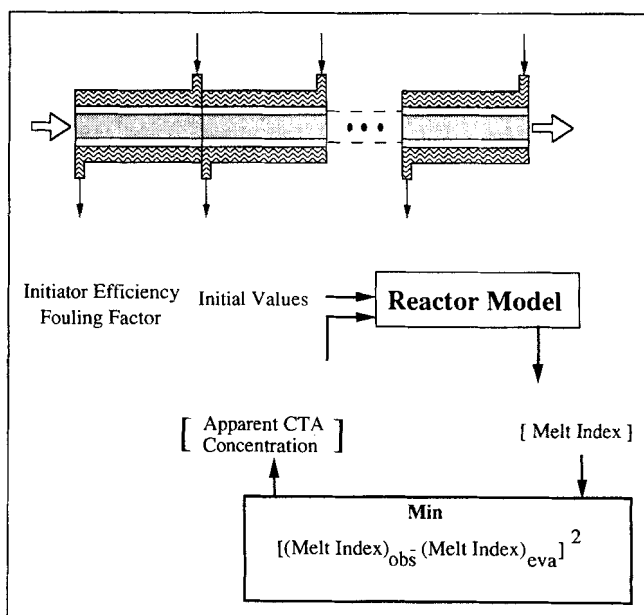 Initiator Efficiency
Fouling Factor
Initial Values
Reactor Model
[ Apparent CTA
Concentration ]
[ Melt Index ]
Min
[(Melt Index)obs - (Melt Index)eva] 2